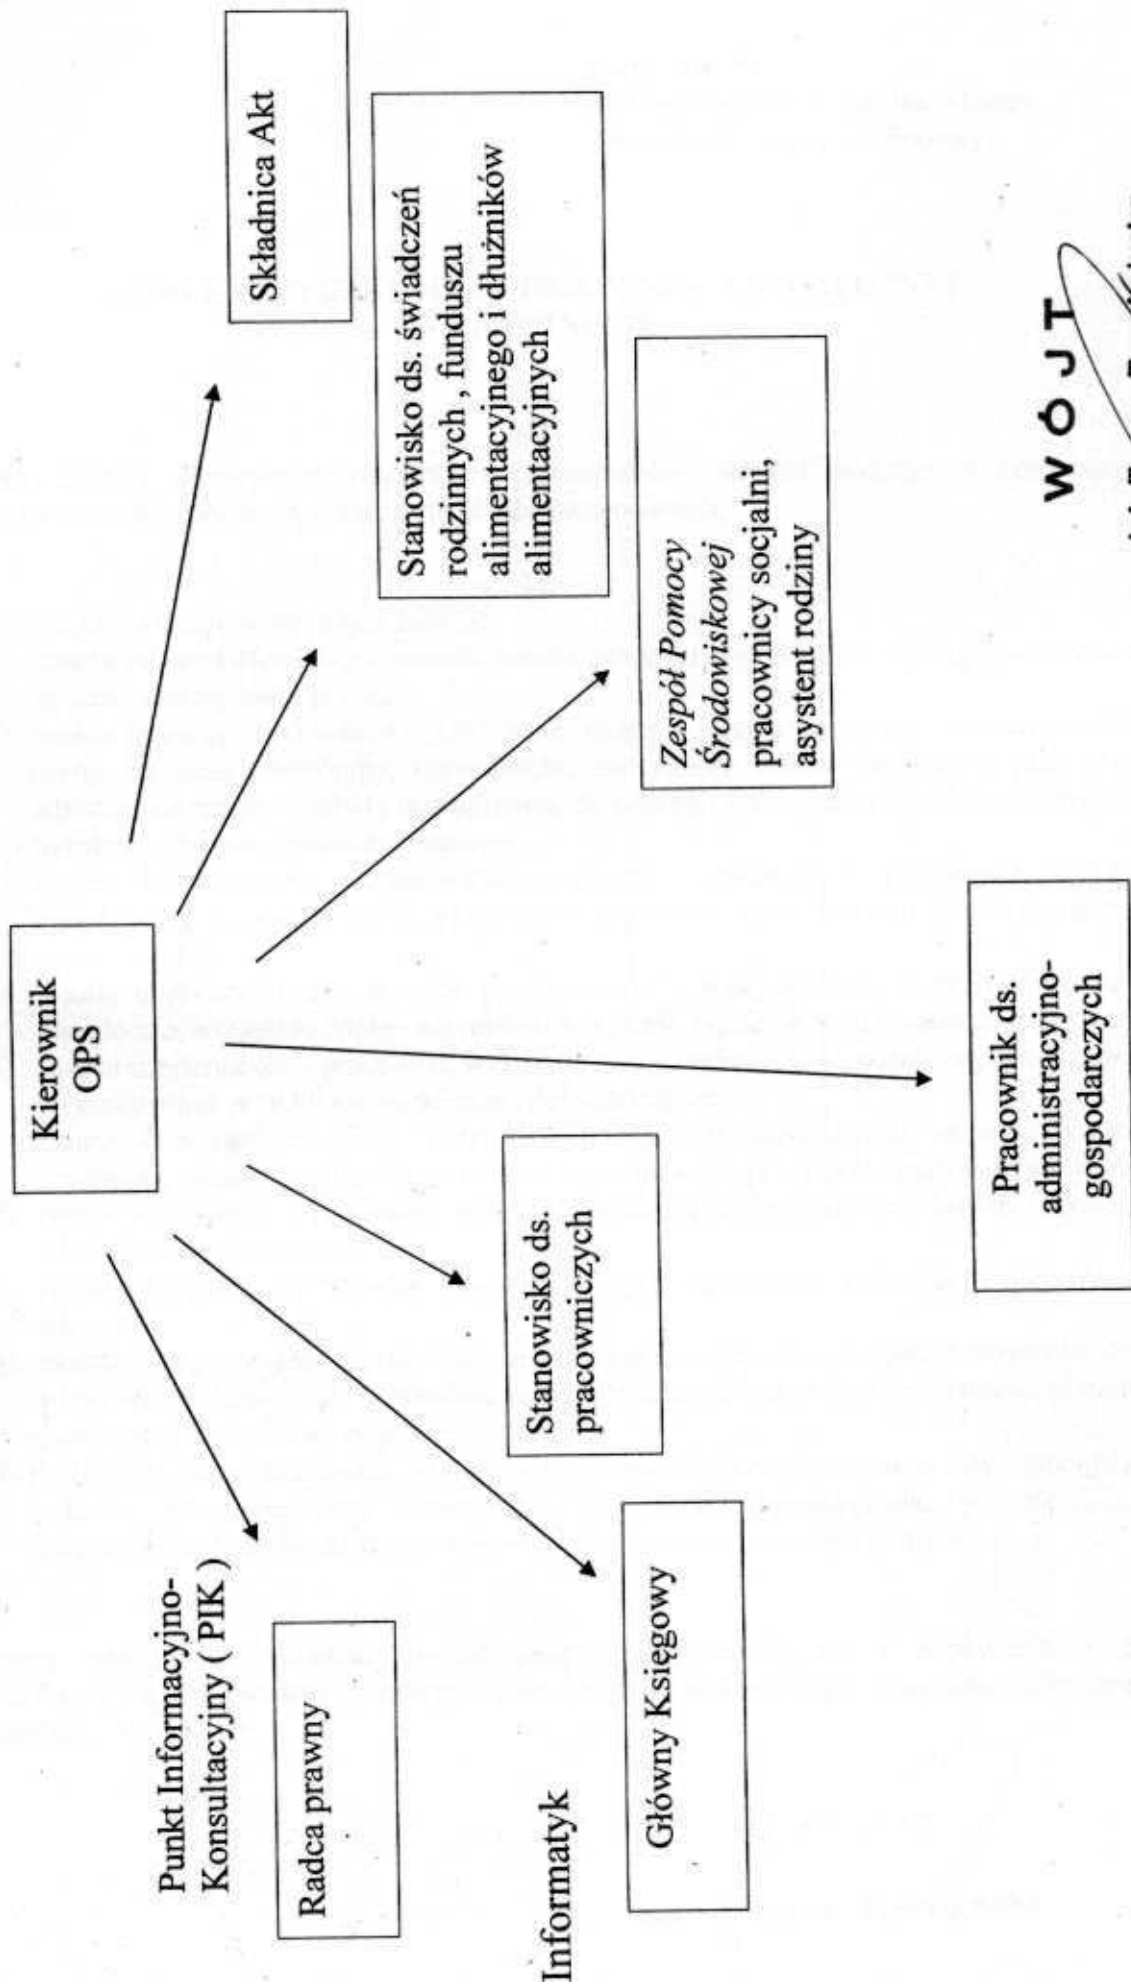 Kierownik
OPS
Punkt Informacyjno-
Konsultacyjny ( PIK )
Radca prawny
Składnica Akt
Stanowisko ds. świadczeń
rodzinnych , funduszu
alimentacyjnego i dłużników
alimentacyjnych
Informatyk
Stanowisko ds.
pracowniczych
Główny Księgowy
Zespół Pomocy
Środowiskowej
pracownicy socjalni,
asystent rodziny
Pracownik ds.
administracyjno-
gospodarczych
WÓJT